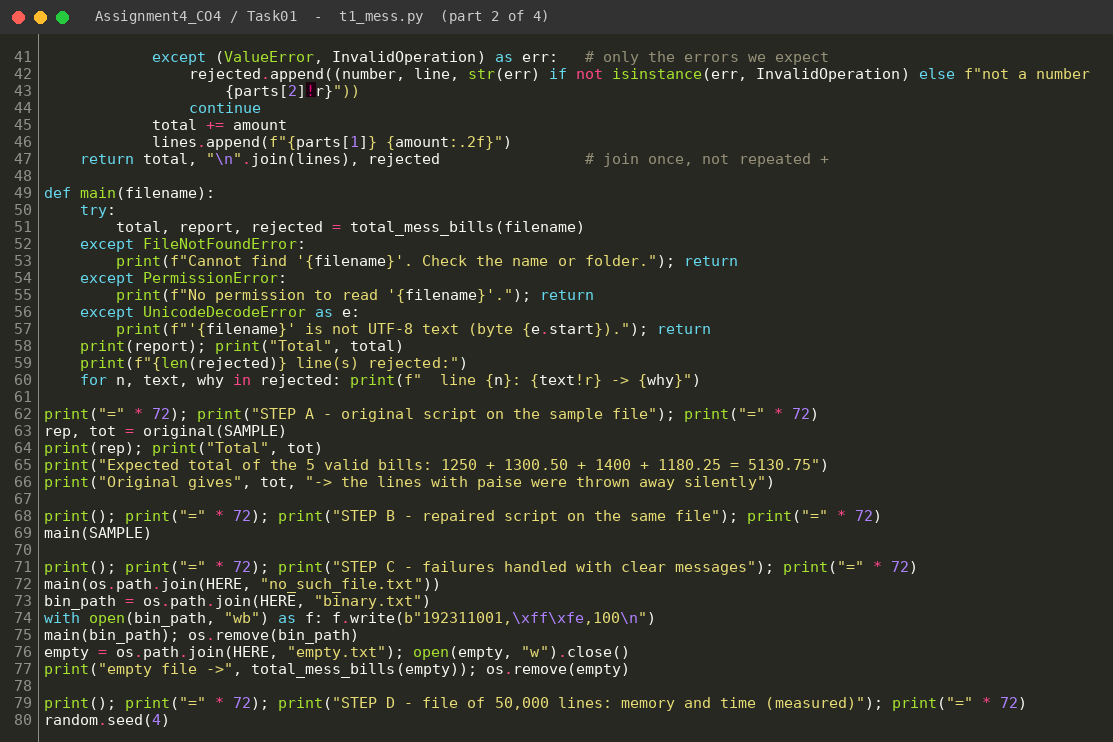 Assignment4_CO4 / Task01  -  t1_mess.py  (part 2 of 4)
41             except (ValueError, InvalidOperation) as err:   # only the errors we expect
42                 rejected.append((number, line, str(err) if not isinstance(err, InvalidOperation) else f"not a number
43                     {parts[2]!r}"))
44                 continue
45             total += amount
46             lines.append(f"{parts[1]} {amount:.2f}")
47     return total, "\n".join(lines), rejected                # join once, not repeated +
48
49 def main(filename):
50     try:
51         total, report, rejected = total_mess_bills(filename)
52     except FileNotFoundError:
53         print(f"Cannot find '{filename}'. Check the name or folder."); return
54     except PermissionError:
55         print(f"No permission to read '{filename}'."); return
56     except UnicodeDecodeError as e:
57         print(f"'{filename}' is not UTF-8 text (byte {e.start})."); return
58     print(report); print("Total", total)
59     print(f"{len(rejected)} line(s) rejected:")
60     for n, text, why in rejected: print(f"  line {n}: {text!r} -> {why}")
61
62 print("=" * 72); print("STEP A - original script on the sample file"); print("=" * 72)
63 rep, tot = original(SAMPLE)
64 print(rep); print("Total", tot)
65 print("Expected total of the 5 valid bills: 1250 + 1300.50 + 1400 + 1180.25 = 5130.75")
66 print("Original gives", tot, "-> the lines with paise were thrown away silently")
67
68 print(); print("=" * 72); print("STEP B - repaired script on the same file"); print("=" * 72)
69 main(SAMPLE)
70
71 print(); print("=" * 72); print("STEP C - failures handled with clear messages"); print("=" * 72)
72 main(os.path.join(HERE, "no_such_file.txt"))
73 bin_path = os.path.join(HERE, "binary.txt")
74 with open(bin_path, "wb") as f: f.write(b"192311001,\xff\xfe,100\n")
75 main(bin_path); os.remove(bin_path)
76 empty = os.path.join(HERE, "empty.txt"); open(empty, "w").close()
77 print("empty file ->", total_mess_bills(empty)); os.remove(empty)
78
79 print(); print("=" * 72); print("STEP D - file of 50,000 lines: memory and time (measured)"); print("=" * 72)
80 random.seed(4)